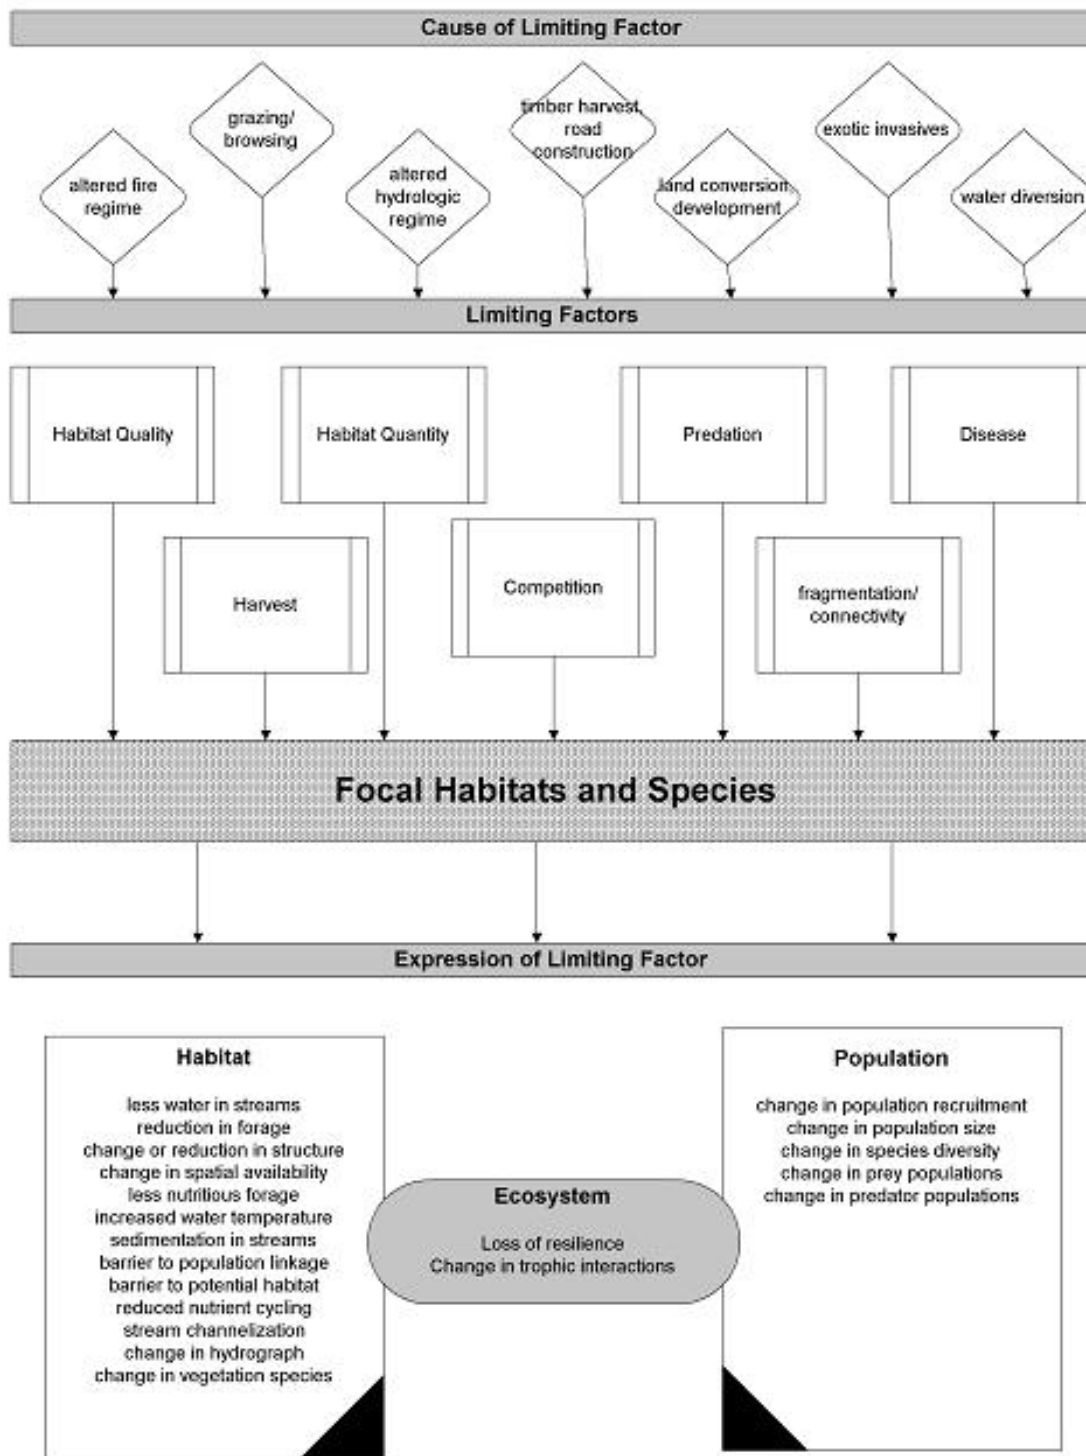 Cause of Limiting Factor
grazing/
browsing
timber harvest,
road
construction
exotic invasives
altered fire
regime
altered
hydrologic
regime
land conversion,
development
water diversion
Limiting Factors
Habitat Quality
Habitat Quantity
Predation
Disease
Harvest
Competition
fragmentation/
connectivity
Focal Habitats and Species
Expression of Limiting Factor
Habitat
less water in streams
reduction in forage
change or reduction in structure
change in spatial availability
less nutritious forage
increased water temperature
sedimentation in streams
barrier to population linkage
barrier to potential habitat
reduced nutrient cycling
stream channelization
change in hydrograph
change in vegetation species
Ecosystem
Loss of resilience
Change in trophic interactions
Population
change in population recruitment
change in population size
change in species diversity
change in prey populations
change in predator populations